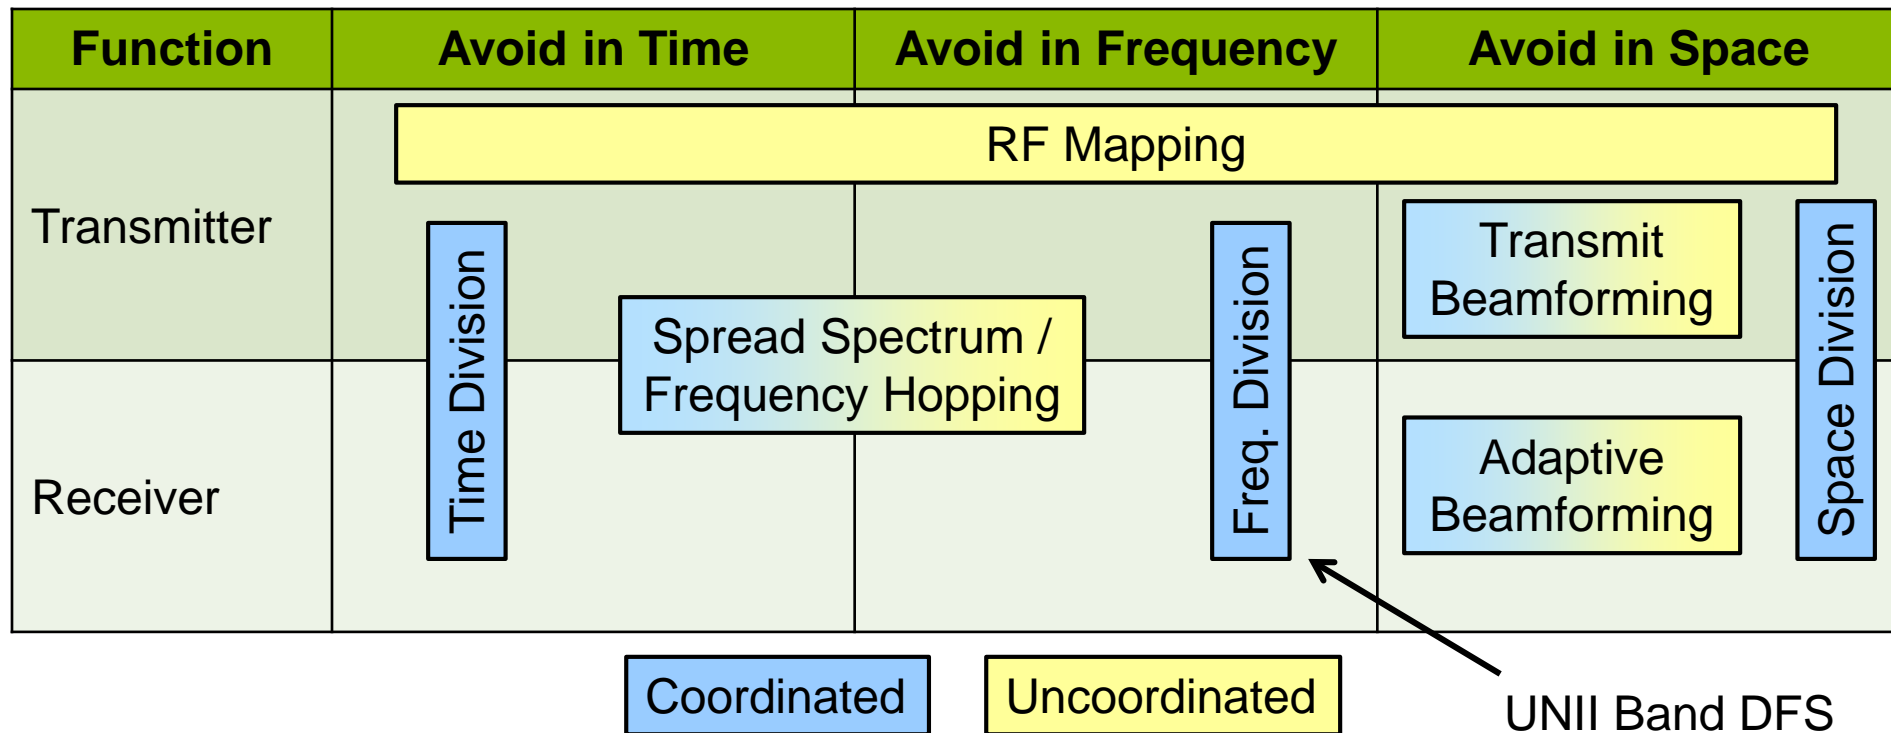 Function
Avoid in Time
Avoid in Frequency
Avoid in Space
RF Mapping
Transmitter
Time Division
Spread Spectrum /
Frequency Hopping
Freq. Division
Transmit
Beamforming
Space Division
Receiver
Adaptive
Beamforming
Coordinated
Uncoordinated
UNII Band DFS